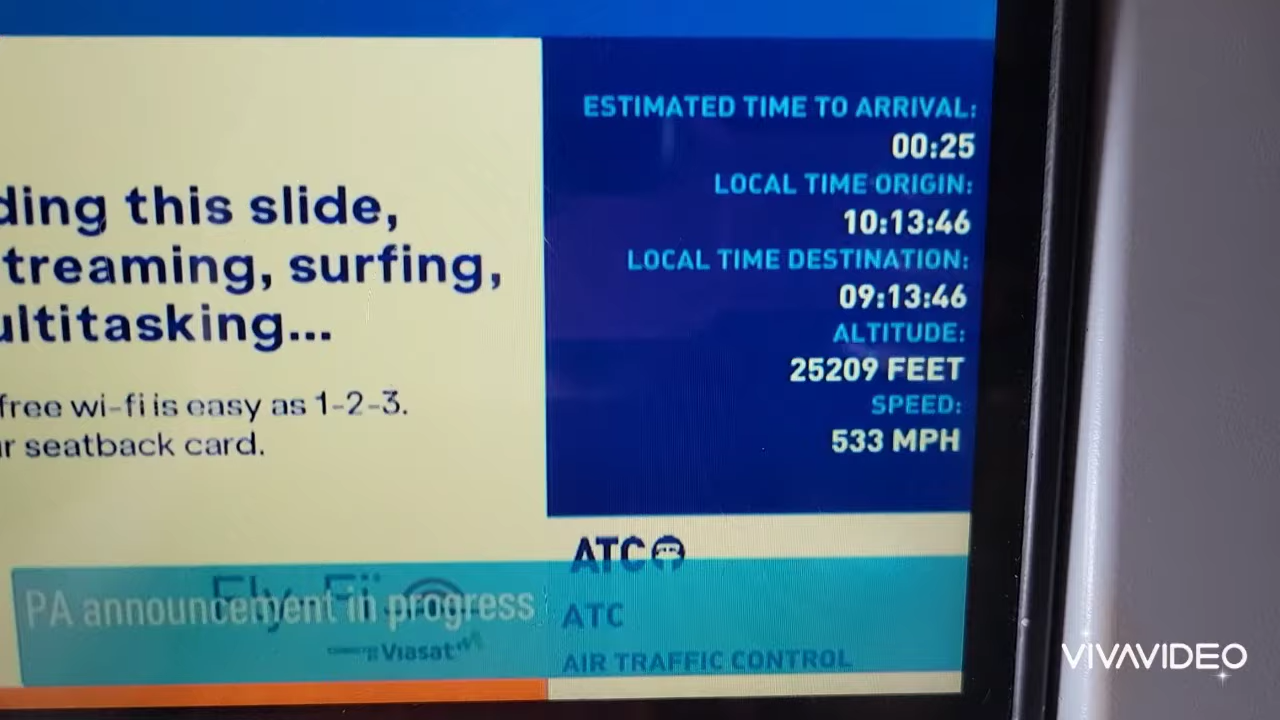 ding this slide,
treaming, surfing,
ultitasking...
free wi-fi is easy as 1-2-3.
r seatback card.
ESTIMATED TIME TO ARRIVAL:
00:25
LOCAL TIME ORIGIN:
10:13:46
LOCAL TIME DESTINATION:
09:13:46
ALTITUDE:
25209 FEET
SPEED:
533 MPH
ATC
Fly-Fi
PA announcement in progress
Viasat
ATC
AIR TRAFFIC CONTROL
VIVAVIDEO